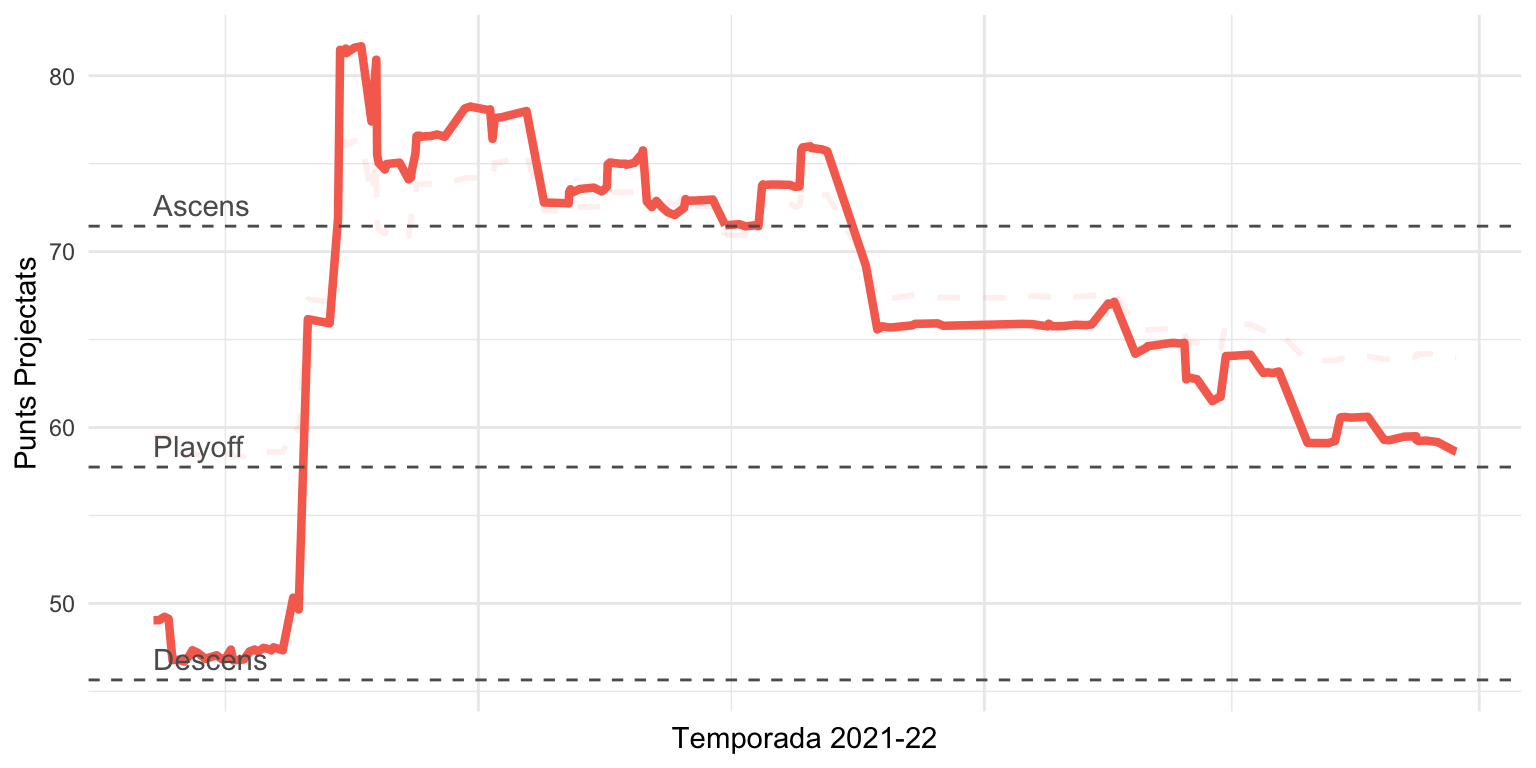 80
70
60
50
Punts Projectats
Ascens
Playoff
Descens
Temporada 2021-22